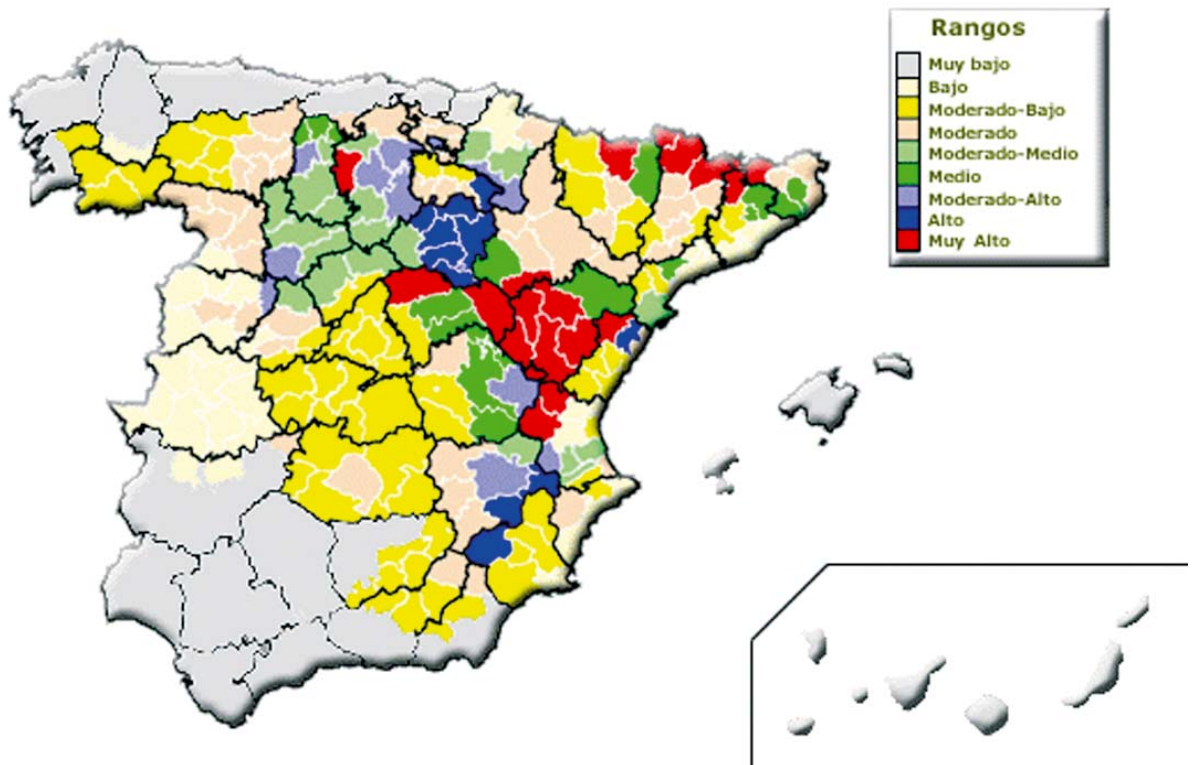 Rangos
Muy bajo
Bajo
Moderado-Bajo
Moderado
Moderado-Medio
Medio
Moderado-Alto
Alto
Muy Alto